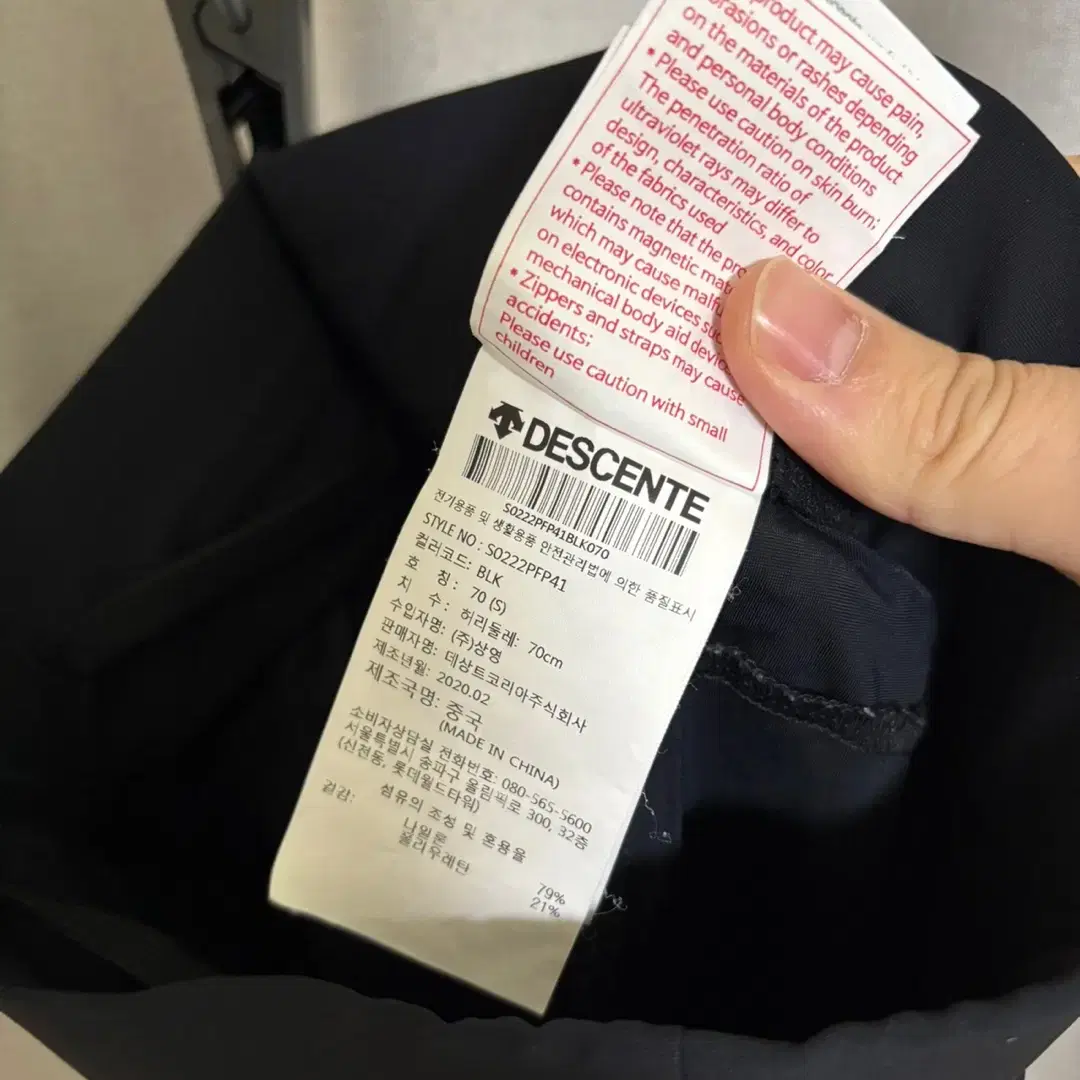 product may cause pain,
rasions or rashes depending
on the materials of the product
and personal body conditions
• Please use caution on skin burn;
The penetration ratio of
ultraviolet rays may differ to
design, characteristics, and color
of the fabrics used
• Please note that the pro
contains magnetic mat
which may cause malfu
on electronic devices suc
mechanical body aid devic
• Zippers and straps may cause
accidents;
Please use caution with small
children
DESCENTE
S0222PFP41BLK070
전기용품 및 생활용품 안전관리법에 의한 품질표시
STYLE NO : S0222PFP41
컬러코드: BLK
호 칭 : 70 (S)
치 수 : 허리둘레: 70cm
수입자명: (주)상영
판매자명: 데상트코리아주식회사
제조년월: 2020.02
제조국명: 중국
(MADE IN CHINA)
소비자상담실 전화번호: 080-565-5600
서울특별시 송파구 올림픽로 300, 32층
(신천동, 롯데월드타워)
섬유의 조성 및 혼용율
겉감:
나일론 79%
폴리우레탄 21%